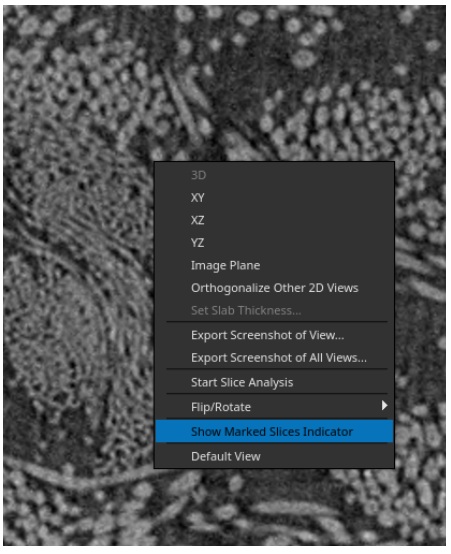 3D
XY
XZ
YZ
Image Plane
Orthogonalize Other 2D Views
Set Slab Thickness...
Export Screenshot of View...
Export Screenshot of All Views...
Start Slice Analysis
Flip/Rotate
Show Marked Slices Indicator
Default View